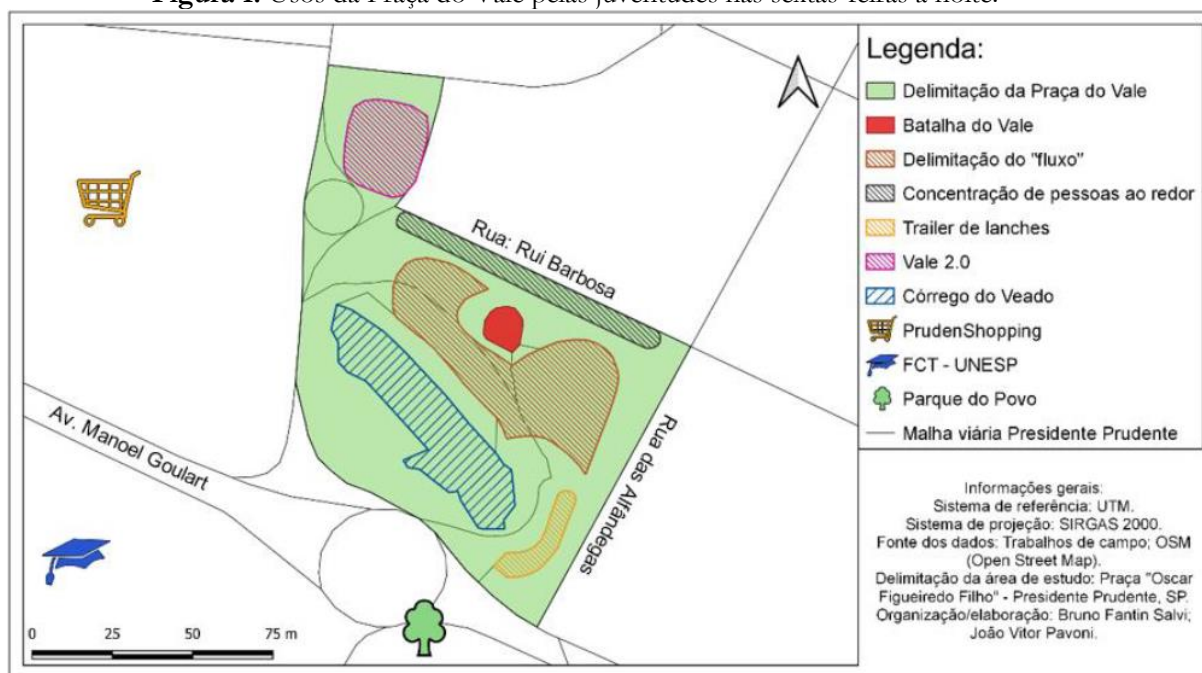 Figura 1. Usos da Praça do Vale pelas juventudes nas sextas-feiras à noite.
Legenda:
Delimitação da Praça do Vale
Batalha do Vale
Delimitação do "fluxo"
Concentração de pessoas ao redor
Trailer de lanches
Vale 2.0
Córrego do Veado
PrudenShopping
FCT - UNESP
Parque do Povo
Malha viária Presidente Prudente
Rua: Rui Barbosa
Rua das Alfândegas
Av. Manoel Goulart
0 25 50 75 m
Informações gerais:
Sistema de referência: UTM.
Sistema de projeção: SIRGAS 2000.
Fonte dos dados: Trabalhos de campo; OSM
(Open Street Map).
Delimitação da área de estudo: Praça "Oscar
Figueiredo Filho" - Presidente Prudente, SP.
Organização/elaboração: Bruno Fantin Salvi;
João Vitor Pavoni.